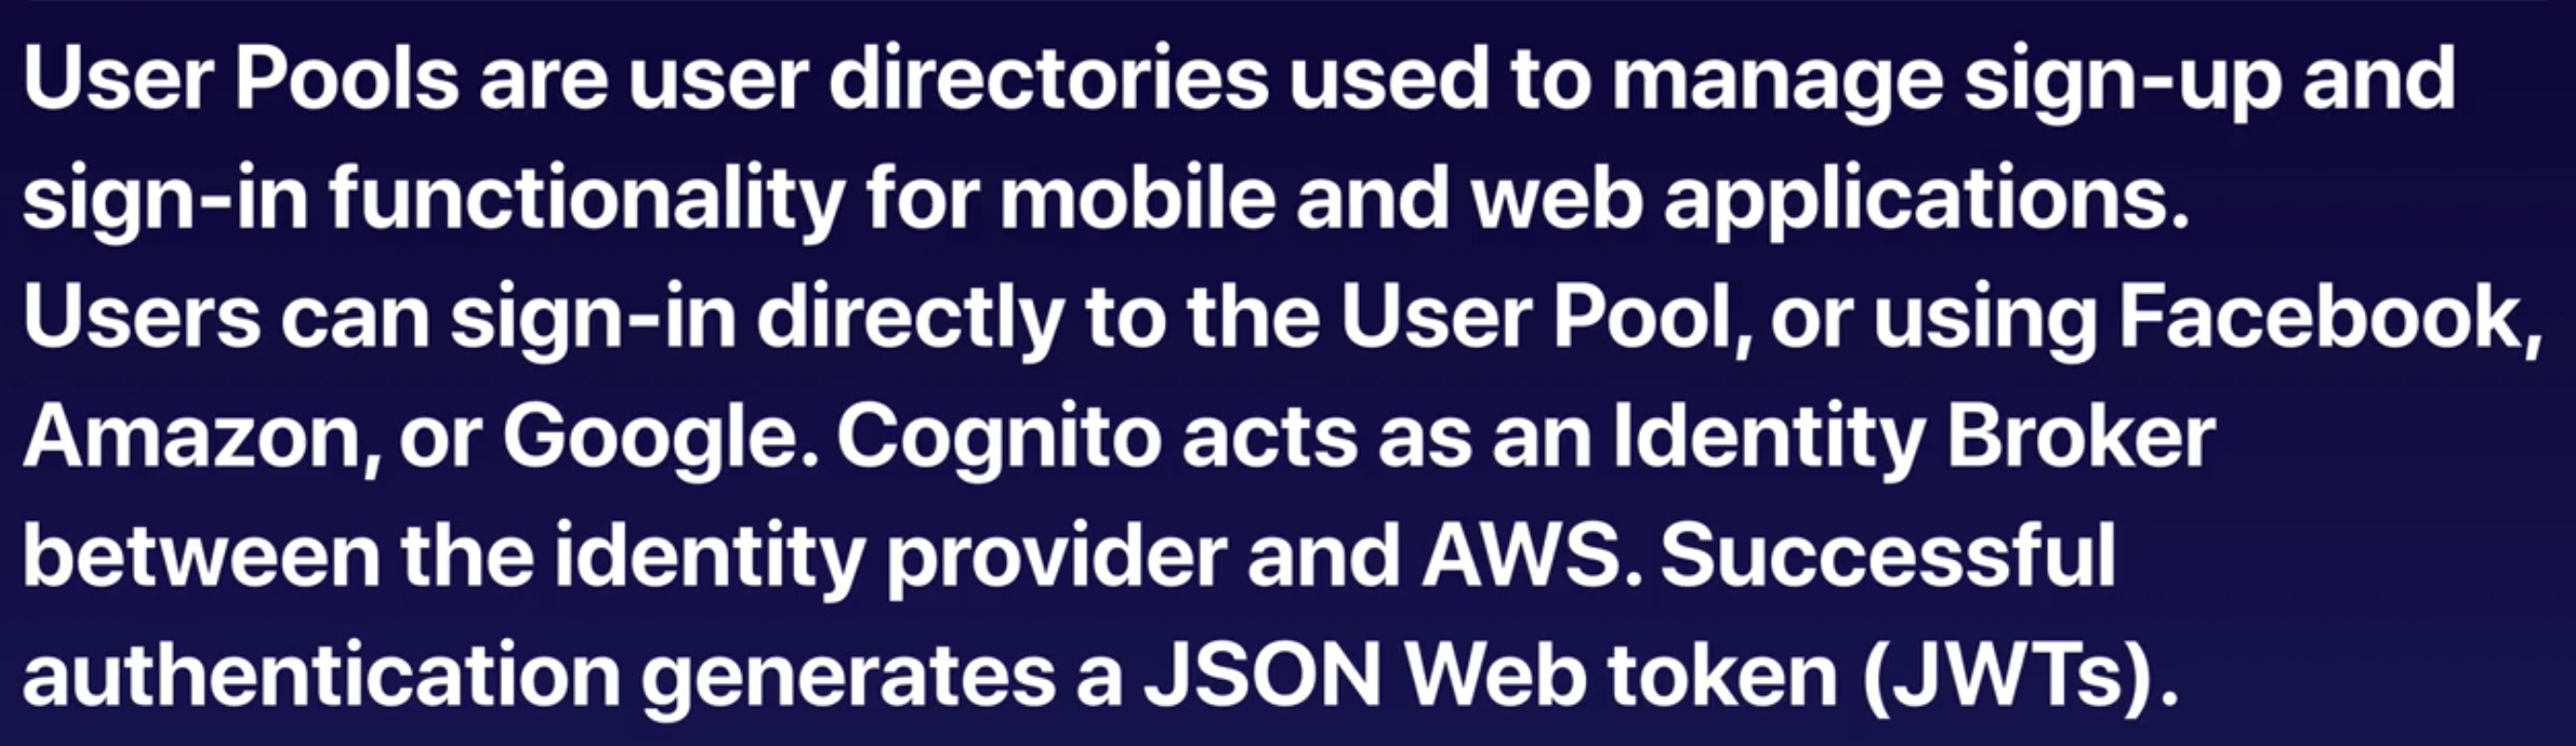 User Pools are user directories used to manage sign-up and
sign-in functionality for mobile and web applications.
Users can sign-in directly to the User Pool, or using Facebook,
Amazon, or Google. Cognito acts as an Identity Broker
between the identity provider and AWS. Successful
authentication generates a JSON Web token (JWTs).